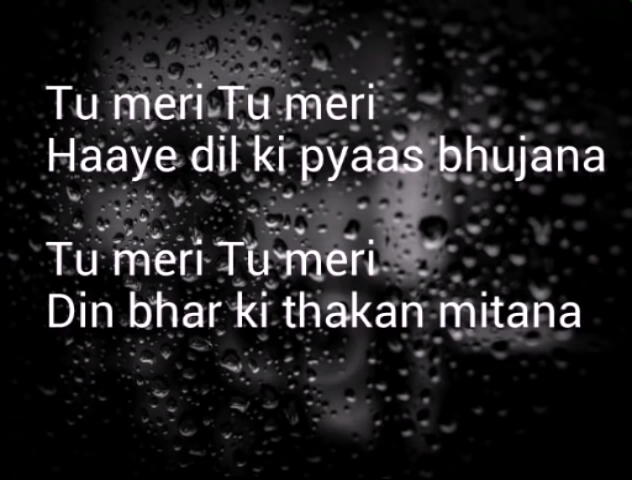 Tu meri Tu meri
Haaye dil ki pyaas bhujana
Tu meri Tu meri
Din bhar ki thakan mitana